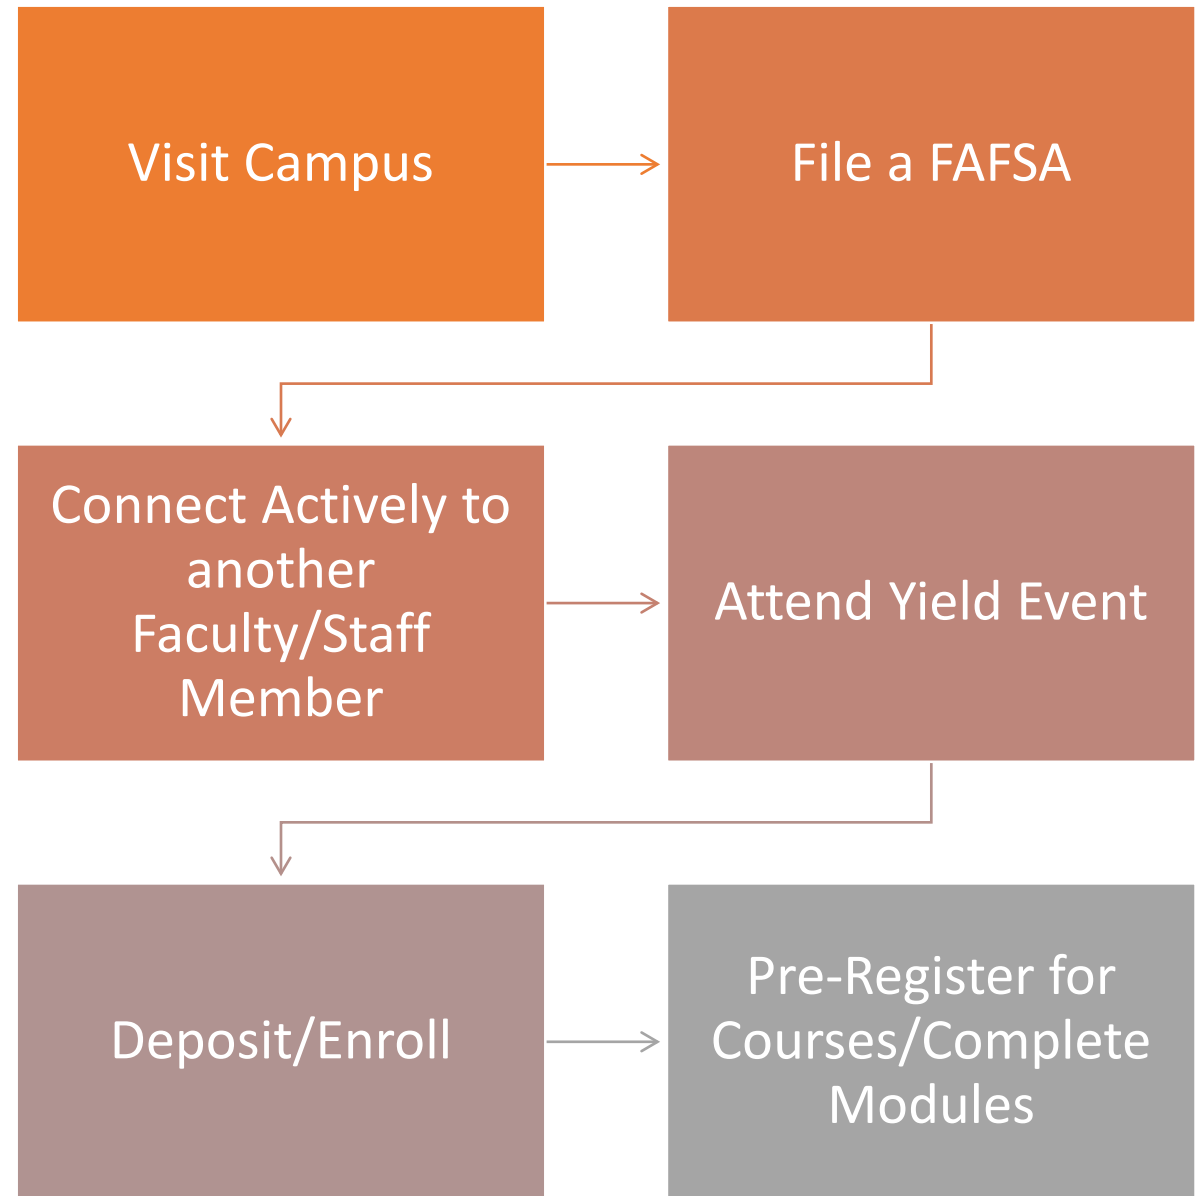 Visit Campus
File a FAFSA
Connect Actively to
another
Faculty/Staff
Member
Attend Yield Event
Deposit/Enroll
Pre-Register for
Courses/Complete
Modules